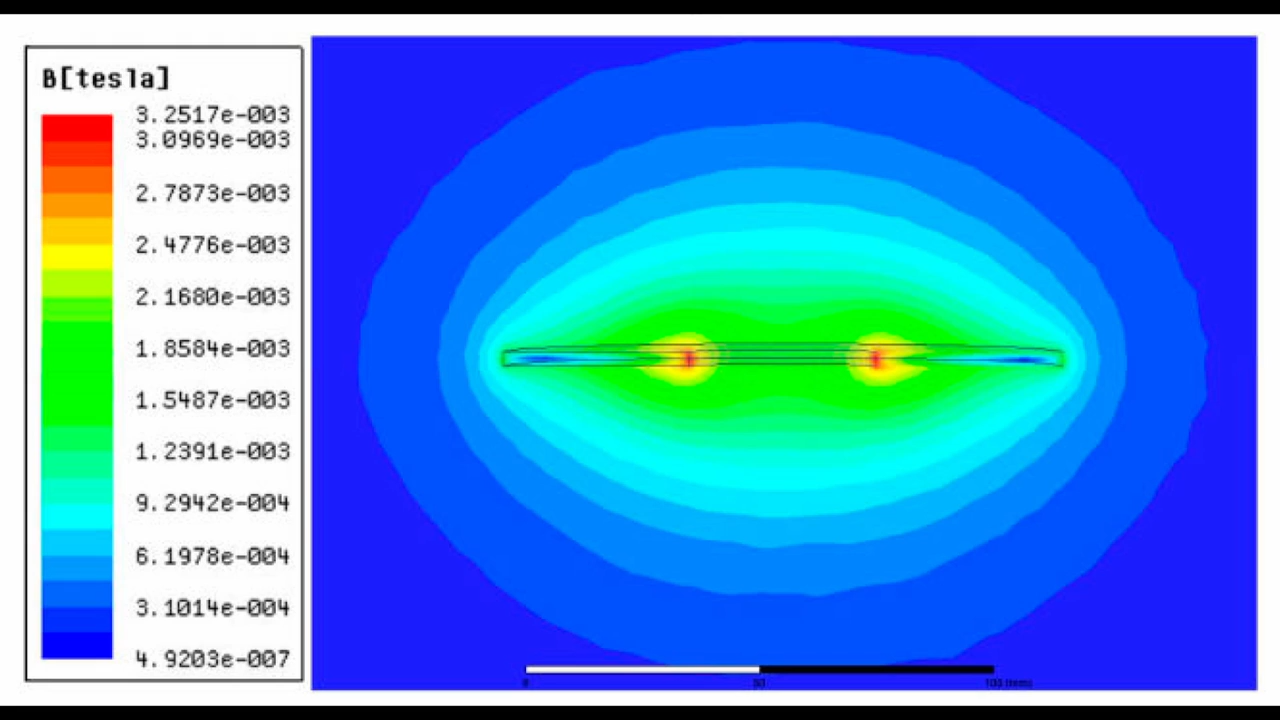 B[tesla]
3.2517e-003
3.0969e-003
2.7873e-003
2.4776e-003
2.1680e-003
1.8584e-003
1.5487e-003
1.2391e-003
9.2942e-004
6.1978e-004
3.1014e-004
4.9203e-007
0 50 100 (mm)